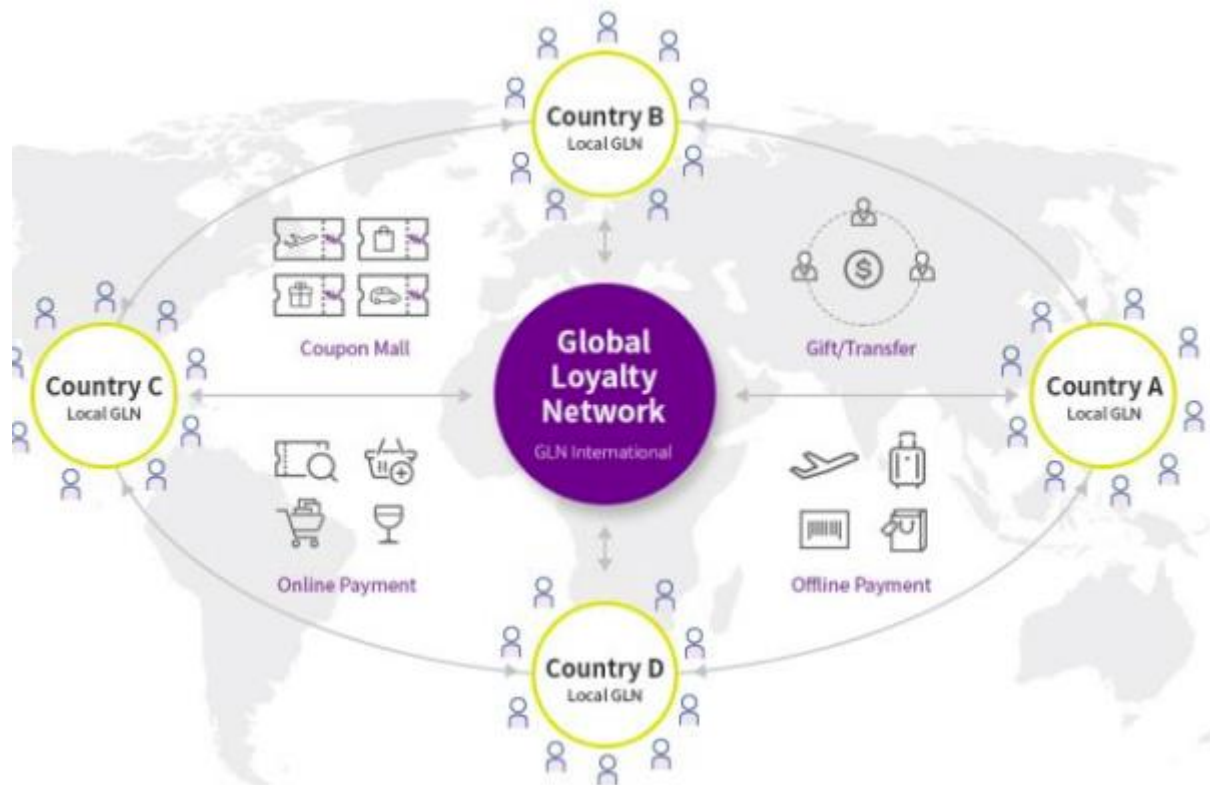 Country B
Local GLN
Coupon Mall
Gift/Transfer
Global
Loyalty
Network
GLN International
Country C
Local GLN
Country A
Local GLN
Online Payment
Offline Payment
Country D
Local GLN